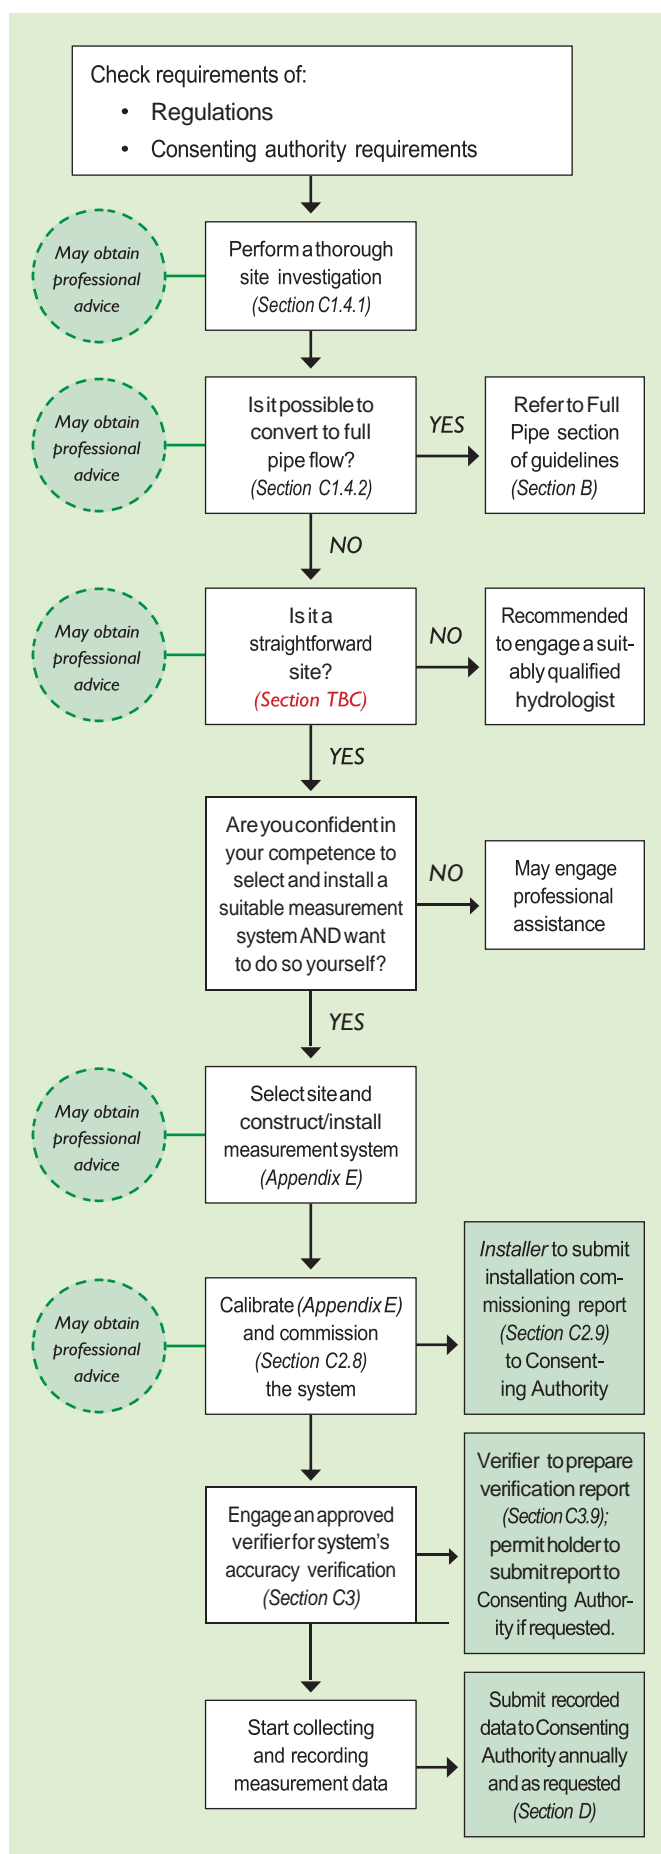 Check requirements of:
• Regulations
• Consenting authority requirements
May obtain
professional
advice
Perform a thorough
site investigation
(Section C1.4.1)
May obtain
professional
advice
Is it possible to
convert to full
pipe flow?
(Section C1.4.2)
YES
Refer to Full
Pipe section
of guidelines
(Section B)
NO
May obtain
professional
advice
Is it a
straightforward
site?
(Section TBC)
NO
Recommended
to engage a suit-
ably qualified
hydrologist
YES
Are you confident in
your competence to
select and install a
suitable measurement
system AND want
to do so yourself?
NO
May engage
professional
assistance
YES
May obtain
professional
advice
Select site and
construct/install
measurement system
(Appendix E)
May obtain
professional
advice
Calibrate (Appendix E)
and commission
(Section C2.8)
the system
Installer to submit
installation com-
missioning report
(Section C2.9)
to Consent-
ing Authority
Engage an approved
verifier for system's
accuracy verification
(Section C3)
Verifier to prepare
verification report
(Section C3.9);
permit holder to
submit report to
Consenting Author-
ity if requested.
Start collecting
and recording
measurement data
Submit recorded
data to Consenting
Authority annually
and as requested
(Section D)